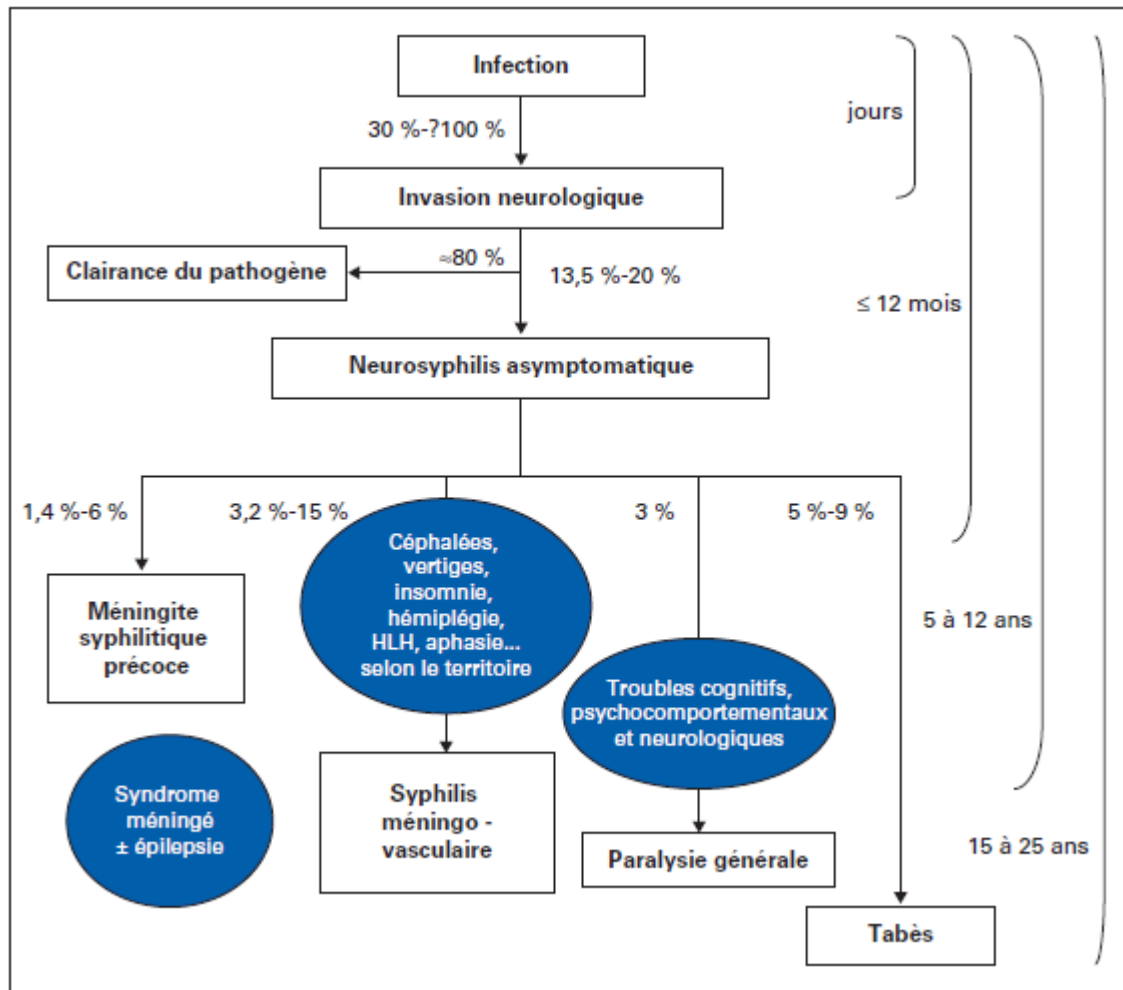 Infection
jours
30 %-?100 %
Invasion neurologique
≈80 %
Clairance du pathogène
13,5 %-20 %
≤ 12 mois
Neurosyphilis asymptomatique
1,4 %-6 %
3,2 %-15 %
3 %
5 %-9 %
Céphalées,
vertiges,
insomnie,
hémiplégie,
HLH, aphasie...
selon le territoire
Méningite
syphilitique
précoce
5 à 12 ans
Troubles cognitifs,
psychocomportementaux
et neurologiques
Syndrome
méningé
± épilepsie
Syphilis
méningo -
vasculaire
Paralysie générale
15 à 25 ans
Tabès